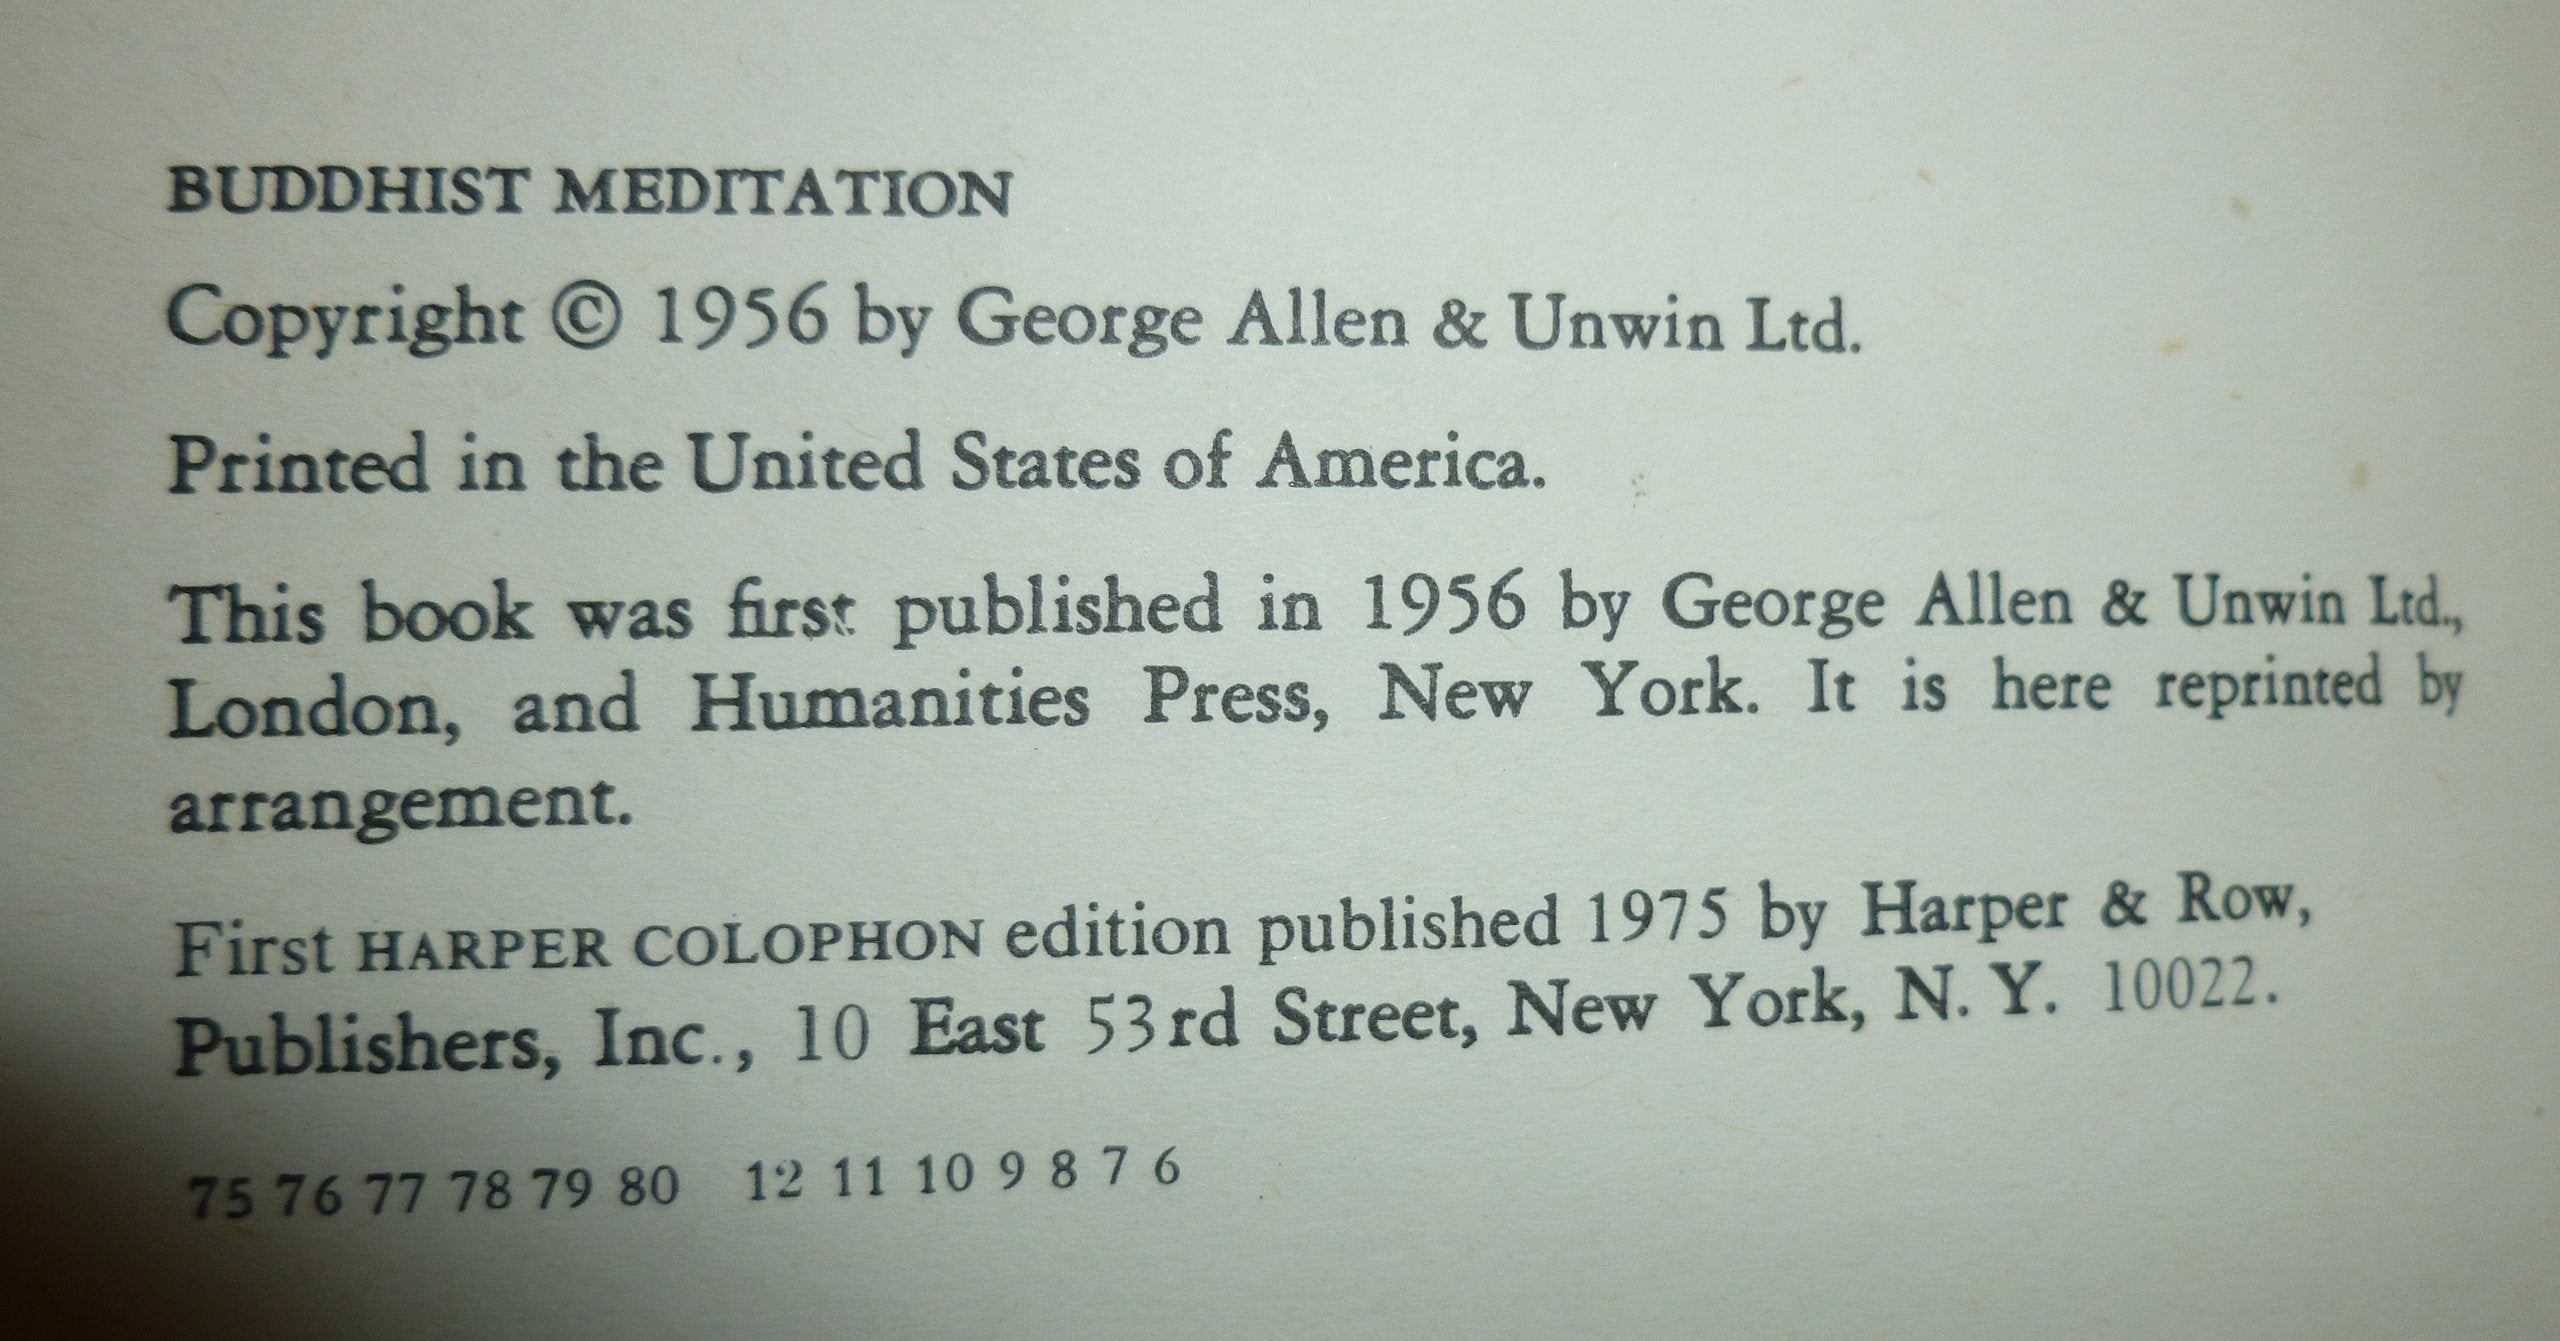 BUDDHIST MEDITATION
Copyright © 1956 by George Allen & Unwin Ltd.
Printed in the United States of America.
This book was first published in 1956 by George Allen & Unwin Ltd.,
London, and Humanities Press, New York. It is here reprinted by
arrangement.
First HARPER COLOPHON edition published 1975 by Harper & Row,
Publishers, Inc., 10 East 53rd Street, New York, N. Y. 10022.
75 76 77 78 79 80 12 11 10 9 8 7 6